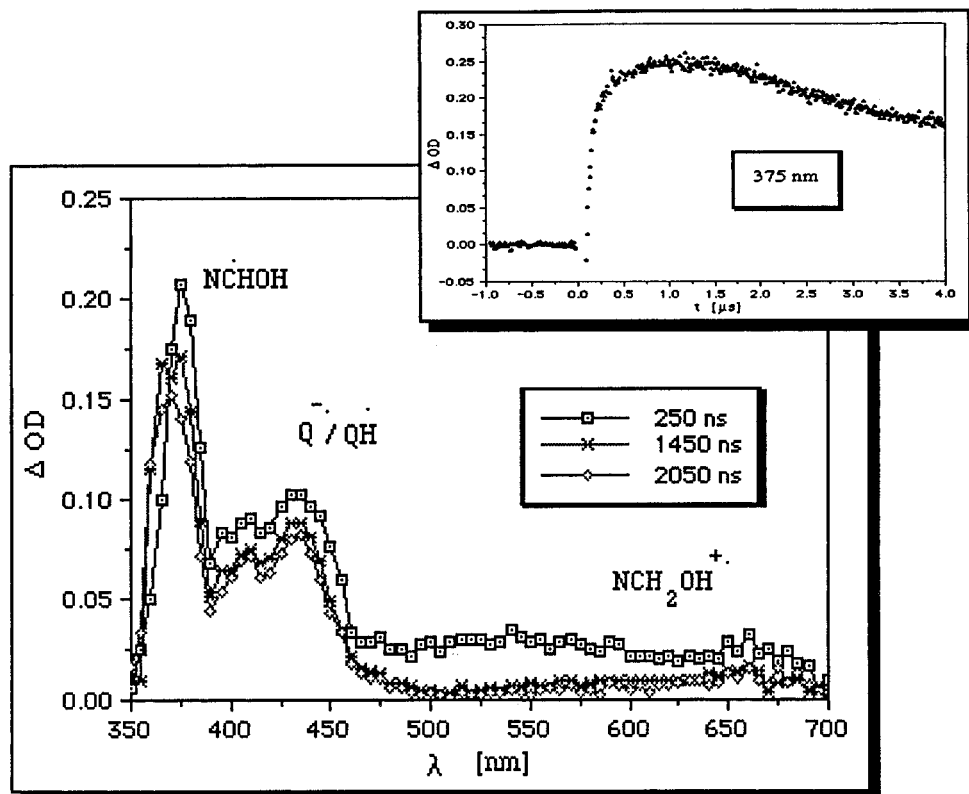 0.30
0.25
0.20
0.15
0.10
0.05
0.00
-0.05
Δ OD
375 nm
-1.0 -0.5 0.0 0.5 1.0 1.5 2.0 2.5 3.0 3.5 4.0
τ [µs]
0.25
0.20
0.15
0.10
0.05
0.00
Δ OD
NĊHOH
Q̇⁻ / QḢ
250 ns
1450 ns
2050 ns
NCH₂OH⁺·
350 400 450 500 550 600 650 700
λ [nm]